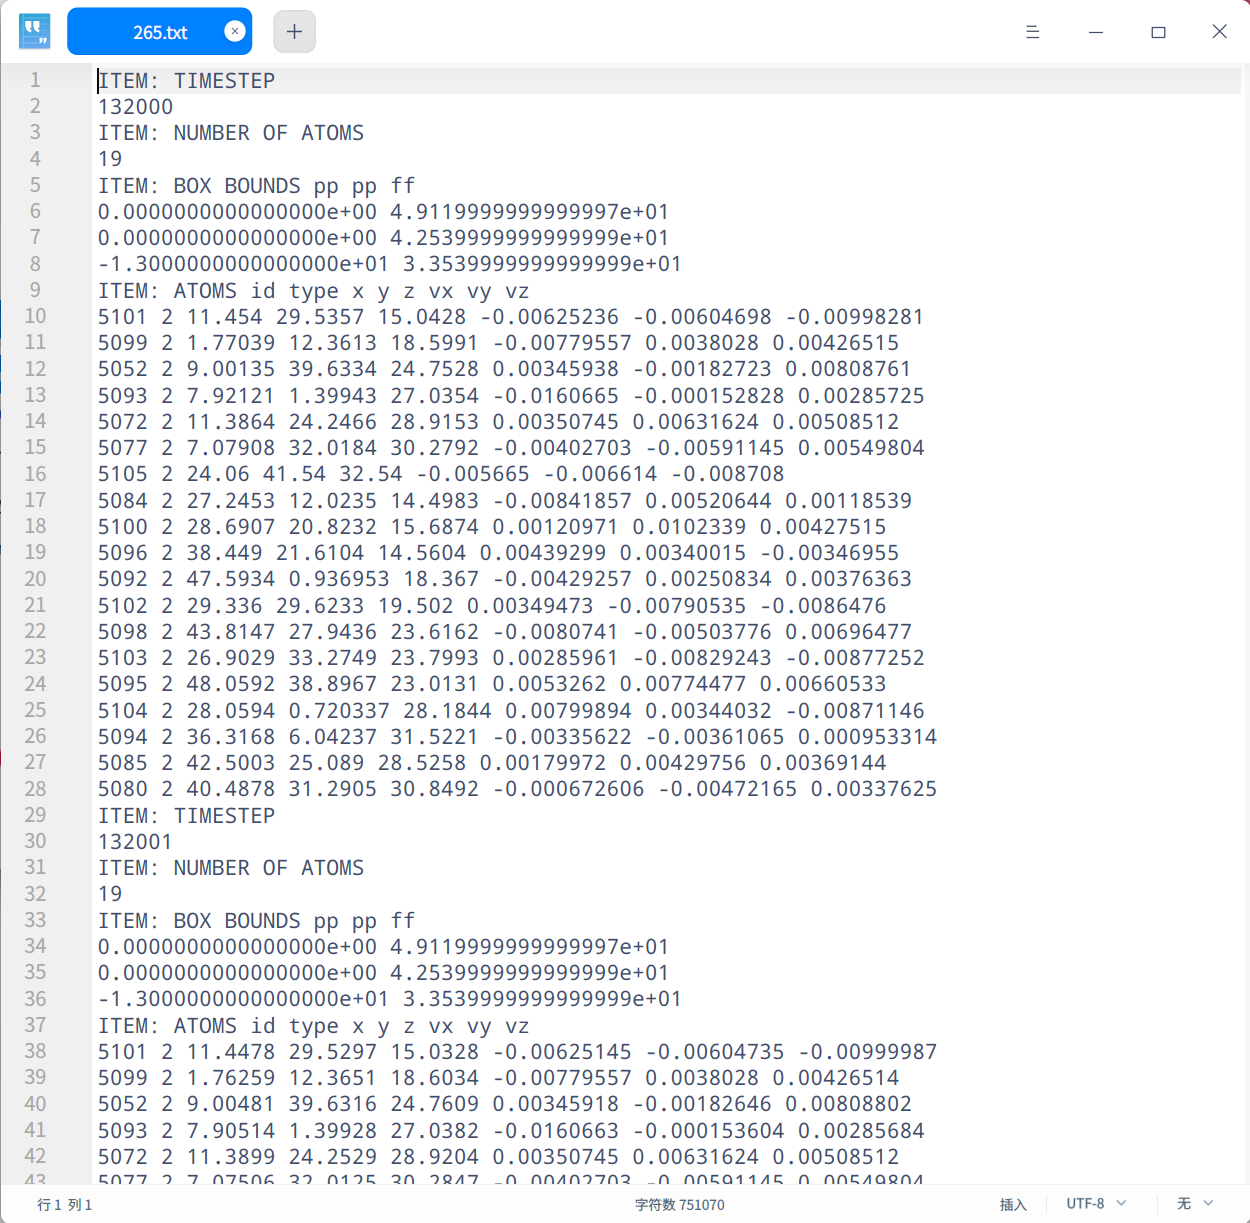 265.txt
1 ITEM: TIMESTEP
2 132000
3 ITEM: NUMBER OF ATOMS
4 19
5 ITEM: BOX BOUNDS pp pp ff
6 0.0000000000000000e+00 4.9119999999999997e+01
7 0.0000000000000000e+00 4.2539999999999999e+01
8 -1.3000000000000000e+01 3.3539999999999999e+01
9 ITEM: ATOMS id type x y z vx vy vz
10 5101 2 11.454 29.5357 15.0428 -0.00625236 -0.00604698 -0.00998281
11 5099 2 1.77039 12.3613 18.5991 -0.00779557 0.0038028 0.00426515
12 5052 2 9.00135 39.6334 24.7528 0.00345938 -0.00182723 0.00808761
13 5093 2 7.92121 1.39943 27.0354 -0.0160665 -0.000152828 0.00285725
14 5072 2 11.3864 24.2466 28.9153 0.00350745 0.00631624 0.00508512
15 5077 2 7.07908 32.0184 30.2792 -0.00402703 -0.00591145 0.00549804
16 5105 2 24.06 41.54 32.54 -0.005665 -0.006614 -0.008708
17 5084 2 27.2453 12.0235 14.4983 -0.00841857 0.00520644 0.00118539
18 5100 2 28.6907 20.8232 15.6874 0.00120971 0.0102339 0.00427515
19 5096 2 38.449 21.6104 14.5604 0.00439299 0.00340015 -0.00346955
20 5092 2 47.5934 0.936953 18.367 -0.00429257 0.00250834 0.00376363
21 5102 2 29.336 29.6233 19.502 0.00349473 -0.00790535 -0.0086476
22 5098 2 43.8147 27.9436 23.6162 -0.0080741 -0.00503776 0.00696477
23 5103 2 26.9029 33.2749 23.7993 0.00285961 -0.00829243 -0.00877252
24 5095 2 48.0592 38.8967 23.0131 0.0053262 0.00774477 0.00660533
25 5104 2 28.0594 0.720337 28.1844 0.00799894 0.00344032 -0.00871146
26 5094 2 36.3168 6.04237 31.5221 -0.00335622 -0.00361065 0.000953314
27 5085 2 42.5003 25.089 28.5258 0.00179972 0.00429756 0.00369144
28 5080 2 40.4878 31.2905 30.8492 -0.000672606 -0.00472165 0.00337625
29 ITEM: TIMESTEP
30 132001
31 ITEM: NUMBER OF ATOMS
32 19
33 ITEM: BOX BOUNDS pp pp ff
34 0.0000000000000000e+00 4.9119999999999997e+01
35 0.0000000000000000e+00 4.2539999999999999e+01
36 -1.3000000000000000e+01 3.3539999999999999e+01
37 ITEM: ATOMS id type x y z vx vy vz
38 5101 2 11.4478 29.5297 15.0328 -0.00625145 -0.00604735 -0.00999987
39 5099 2 1.76259 12.3651 18.6034 -0.00779557 0.0038028 0.00426514
40 5052 2 9.00481 39.6316 24.7609 0.00345918 -0.00182646 0.00808802
41 5093 2 7.90514 1.39928 27.0382 -0.0160663 -0.000153604 0.00285684
42 5072 2 11.3899 24.2529 28.9204 0.00350745 0.00631624 0.00508512
43 5077 2 7.07506 32.0125 30.2847 -0.00402703 -0.00591145 0.00549804
行 1 列 1 字符数 751070 插入 UTF-8 无